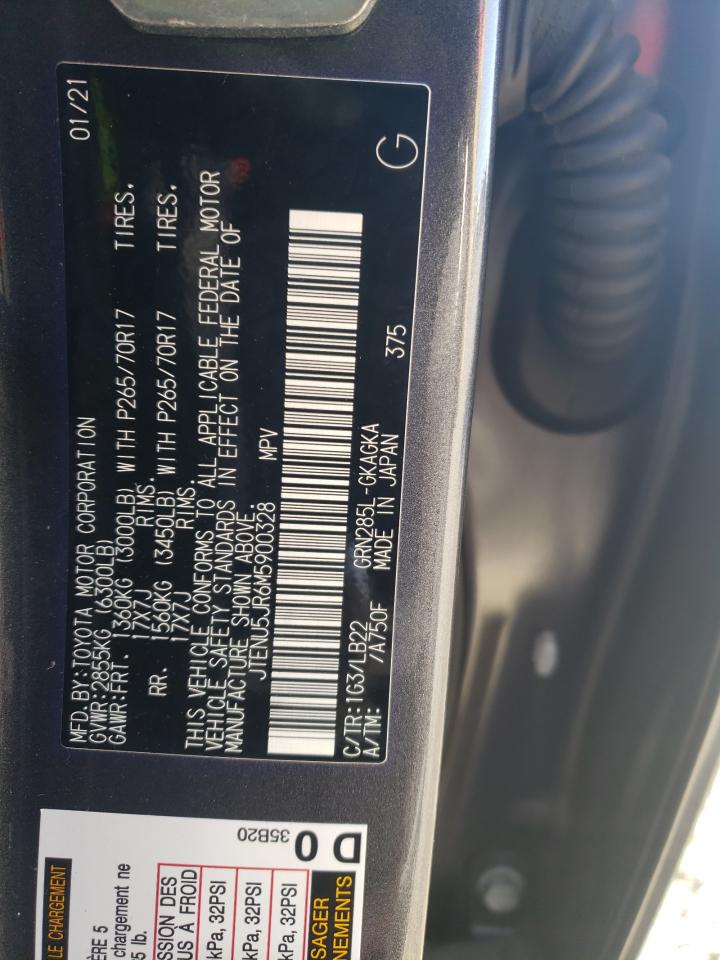 MFD.BY:TOYOTA MOTOR CORPORATION 01/21
GVWR:2855KG (6300LB)
GAWR:FRT. 1360KG (3000LB) WITH P265/70R17 TIRES.
17X7J RIMS.
RR. 1560KG (3450LB) WITH P265/70R17 TIRES.
17X7J RIMS.
THIS VEHICLE CONFORMS TO ALL APPLICABLE FEDERAL MOTOR
VEHICLE SAFETY STANDARDS IN EFFECT ON THE DATE OF
MANUFACTURE SHOWN ABOVE.
JTENU5JR6M5900328 MPV
C/TR:1G3/LB22 GRN285L-GKAGKA
A/TM: /A750F MADE IN JAPAN 375
G
LE CHARGEMENT
ÈRE 5
chargement ne
5 lb.
SSION DES
US À FROID
kPa, 32PSI
kPa, 32PSI
kPa, 32PSI
SAGER
NEMENTS
35B20
D0